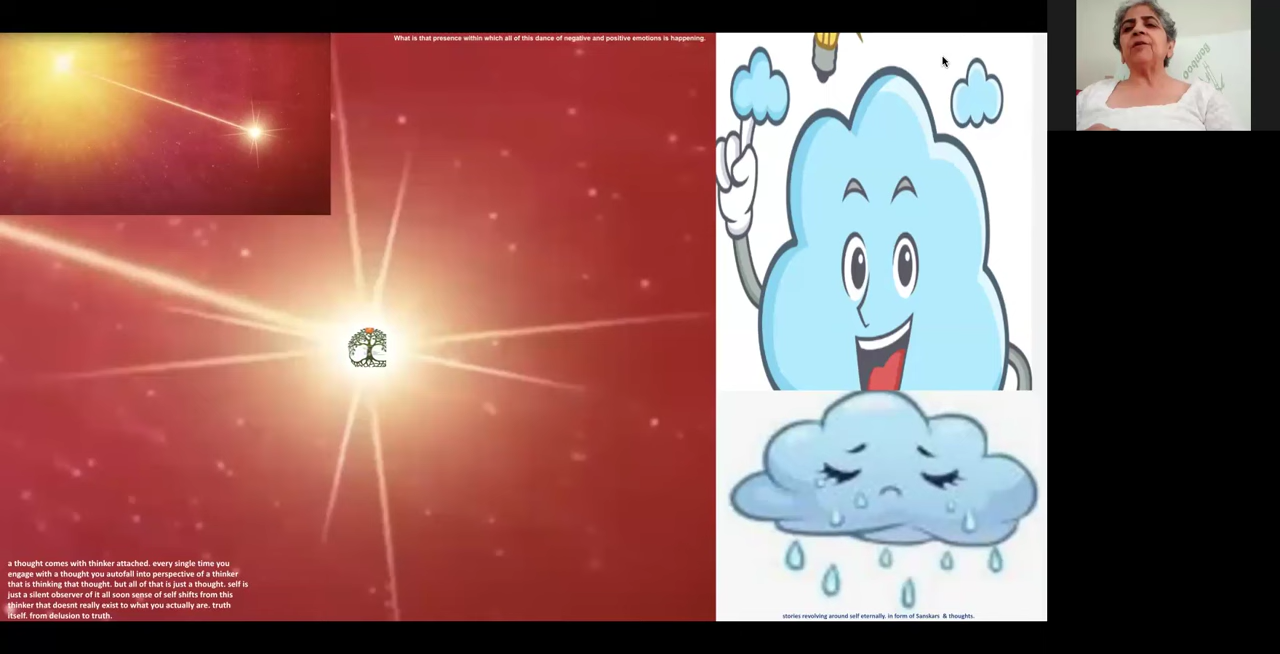 What is that presence within which all of this dance of negative and positive emotions is happening.
Bamboo
a thought comes with thinker attached. every single time you
engage with a thought you autofall into perspective of a thinker
that is thinking that thought. but all of that is just a thought. self is
just a silent observer of it all soon sense of self shifts from this
thinker that doesnt really exist to what you actually are. truth
itself. from delusion to truth.
stories revolving around self eternally. in form of Sanskars & thoughts.